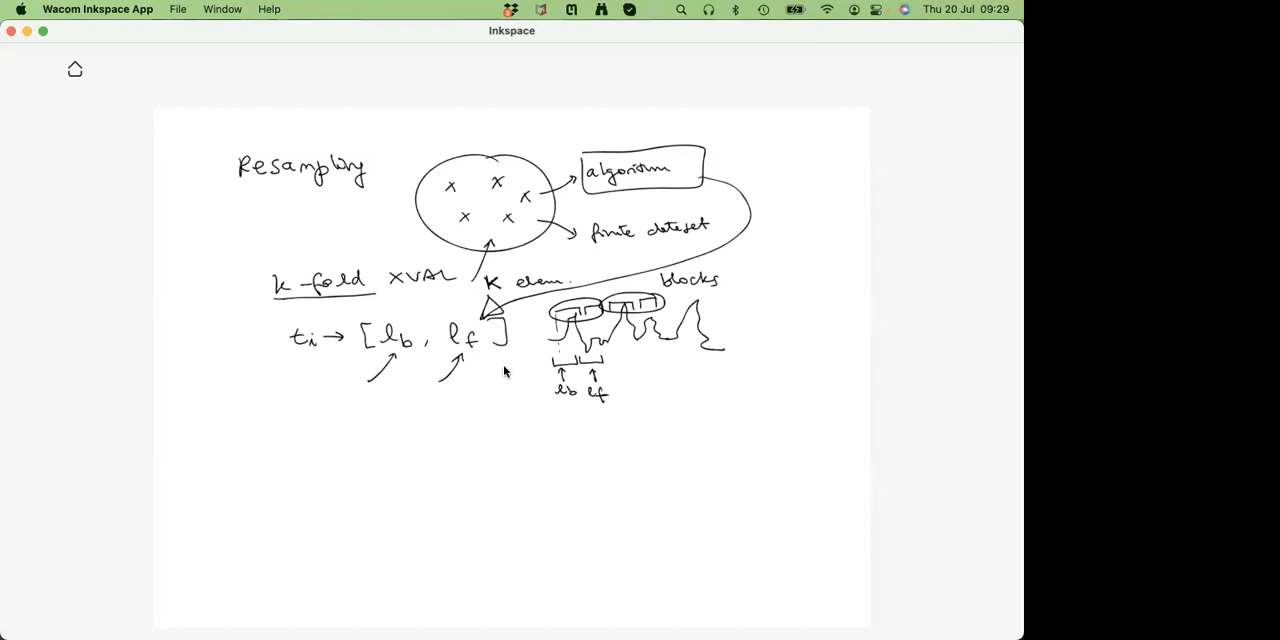 Wacom Inkspace App File Window Help Thu 20 Jul 09:29
Inkspace
Resampling
x x x x x
algorithm
finite dataset
k-fold XVAL K elem. blocks
ti → [lb, lf]
lb lf